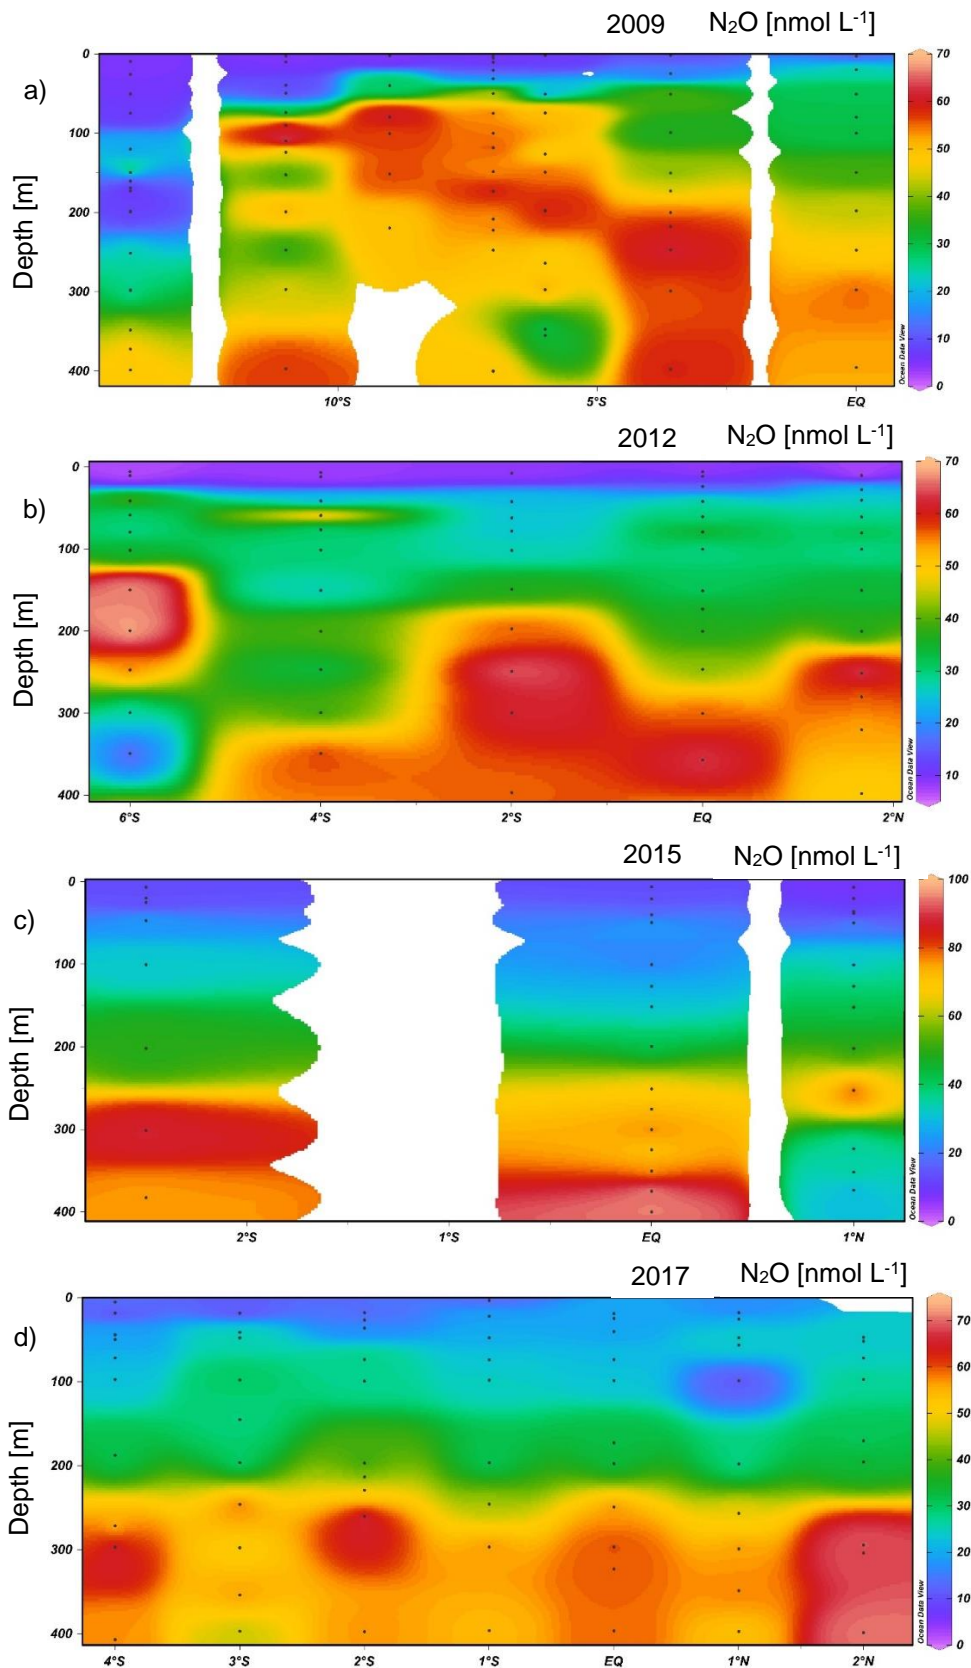 2009 N₂O [nmol L⁻¹]
a)
Depth [m]
0
100
200
300
400
10°S 5°S EQ
70
60
50
40
30
20
10
0
Ocean Data View
2012 N₂O [nmol L⁻¹]
b)
Depth [m]
0
100
200
300
400
6°S 4°S 2°S EQ 2°N
70
60
50
40
30
20
10
Ocean Data View
2015 N₂O [nmol L⁻¹]
c)
Depth [m]
0
100
200
300
400
2°S 1°S EQ 1°N
100
80
60
40
20
0
Ocean Data View
2017 N₂O [nmol L⁻¹]
d)
Depth [m]
0
100
200
300
400
4°S 3°S 2°S 1°S EQ 1°N 2°N
70
60
50
40
30
20
10
0
Ocean Data View